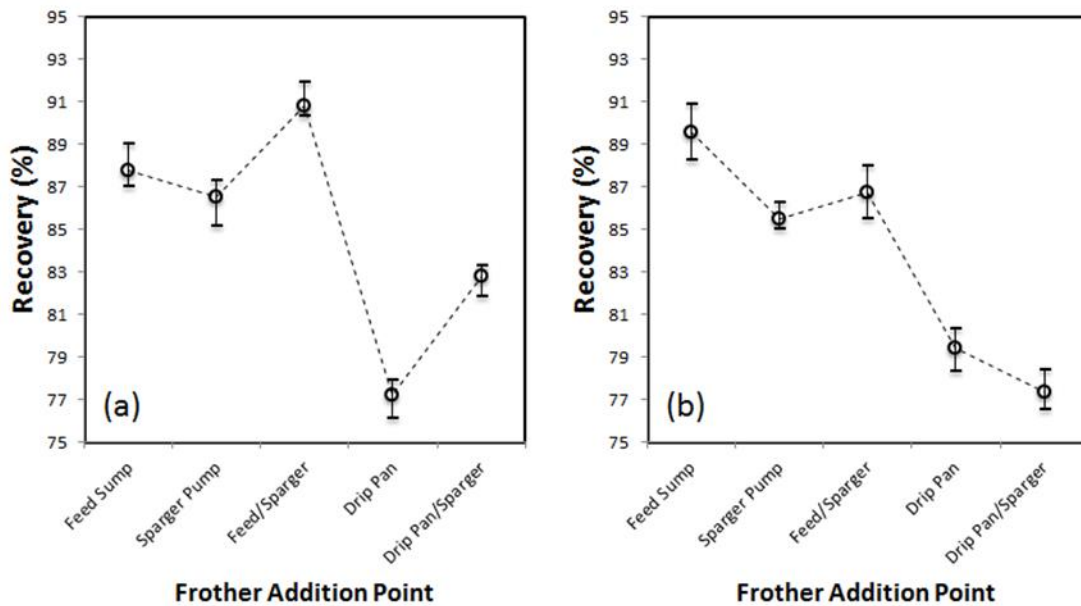 Recovery (%)
95
93
91
89
87
85
83
81
79
77
75
(a)
Feed Sump
Sparger Pump
Feed/Sparger
Drip Pan
Drip Pan/Sparger
Frother Addition Point
Recovery (%)
95
93
91
89
87
85
83
81
79
77
75
(b)
Feed Sump
Sparger Pump
Feed/Sparger
Drip Pan
Drip Pan/Sparger
Frother Addition Point